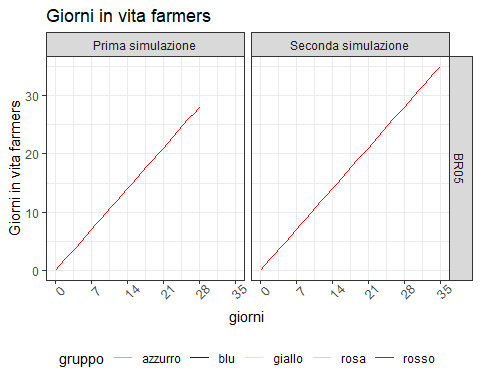 Giorni in vita farmers
Prima simulazione
Seconda simulazione
Giorni in vita farmers
30
20
10
0
BR05
0 7 14 21 28 35
0 7 14 21 28 35
giorni
gruppo azzurro blu giallo rosa rosso